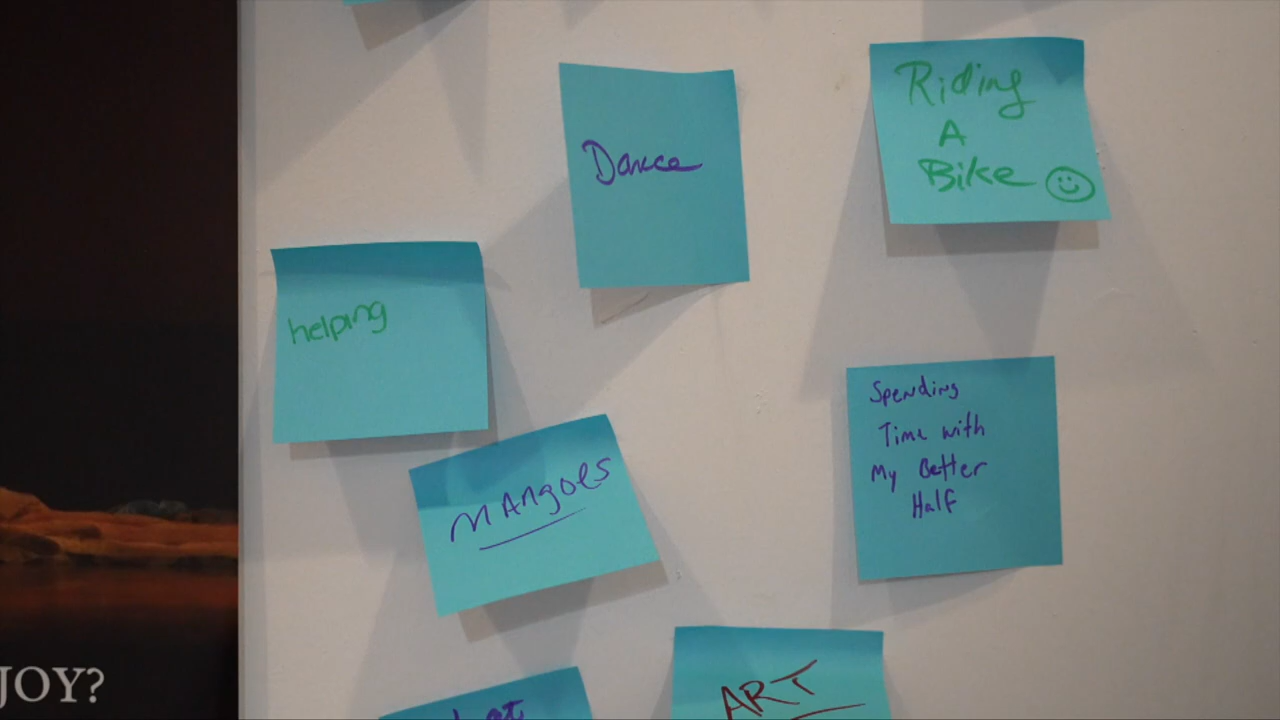 Dance
Riding
A
Bike
helping
Spending
Time with
My Better
Half
MANgoes
ART
JOY?